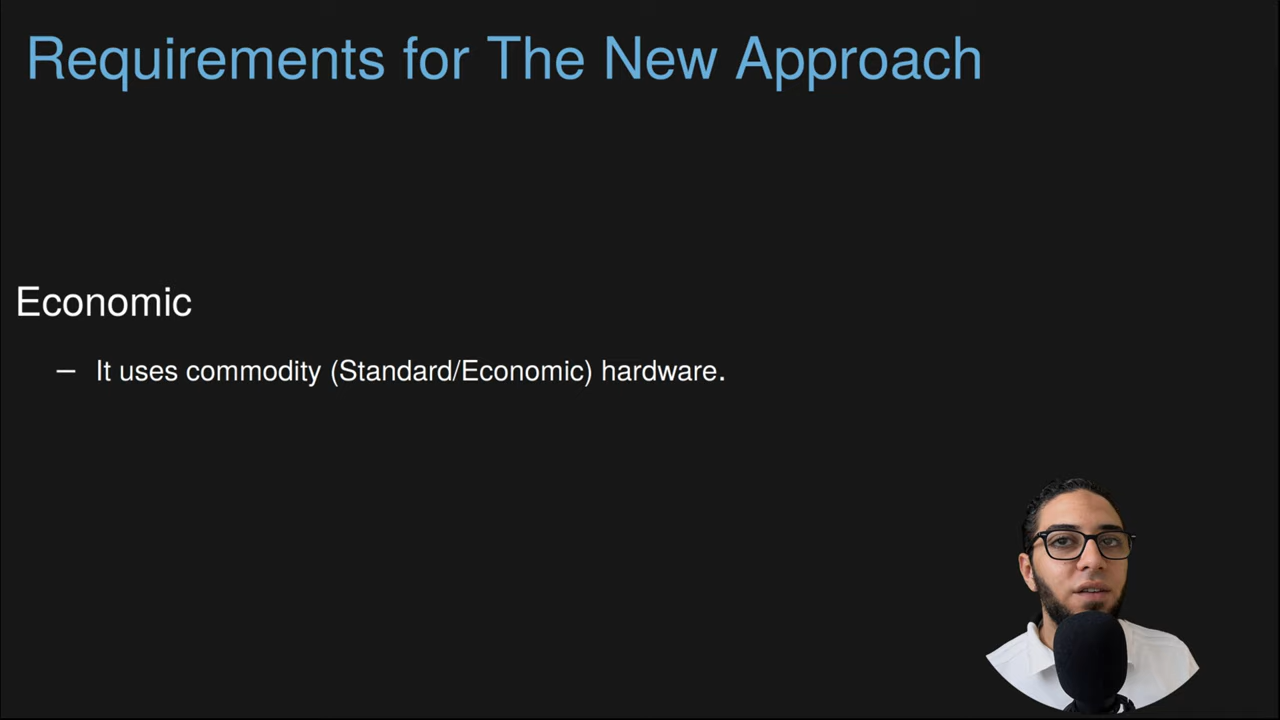 Requirements for The New Approach
Economic
– It uses commodity (Standard/Economic) hardware.